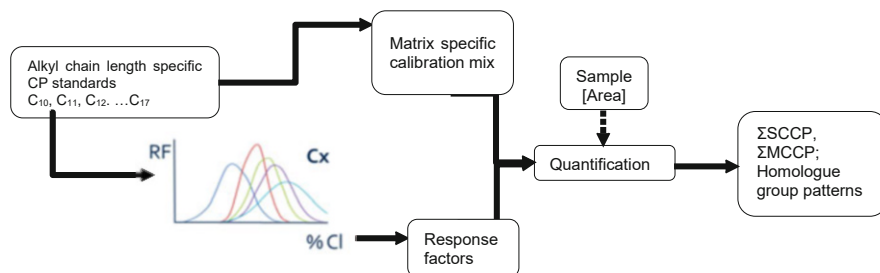 Alkyl chain length specific
CP standards
C₁₀, C₁₁, C₁₂. …C₁₇
Matrix specific
calibration mix
Sample
[Area]
RF
Cx
% Cl
Response
factors
Quantification
ΣSCCP,
ΣMCCP;
Homologue
group patterns